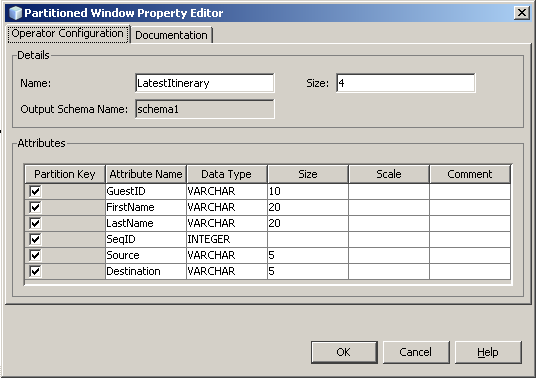 Partitioned Window Property Editor
Operator Configuration Documentation
Details
Name: LatestItinerary Size: 4
Output Schema Name: schema1
Attributes
Partition Key Attribute Name Data Type Size Scale Comment
GuestID VARCHAR 10
FirstName VARCHAR 20
LastName VARCHAR 20
SeqID INTEGER
Source VARCHAR 5
Destination VARCHAR 5
OK Cancel Help